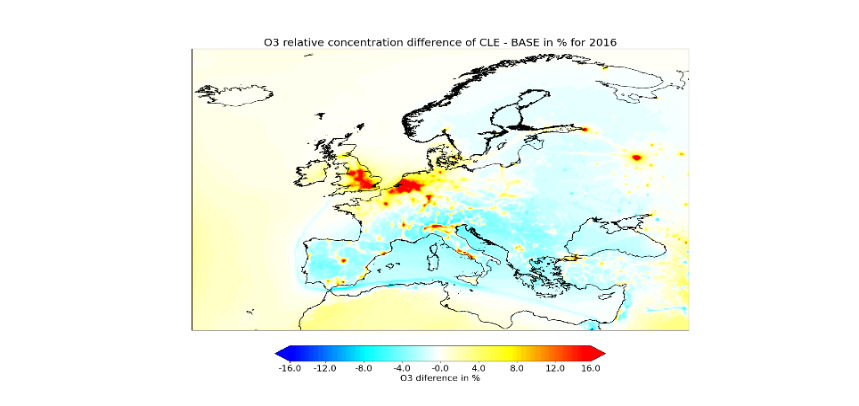 O3 relative concentration difference of CLE - BASE in % for 2016
-16.0 -12.0 -8.0 -4.0 -0.0 4.0 8.0 12.0 16.0
O3 diference in %